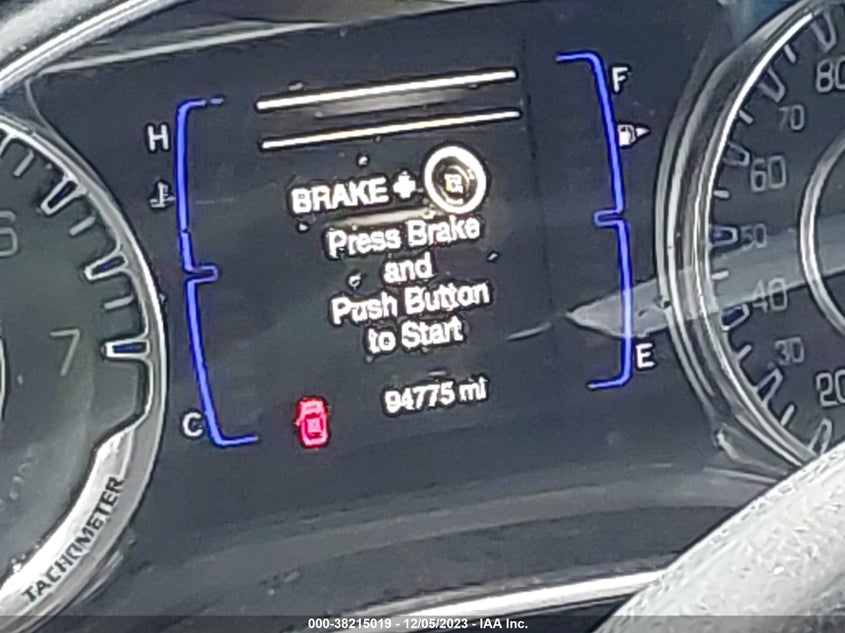 H
F
BRAKE +
Press Brake
and
Push Button
to Start
94775 mi
C
E
6
7
TACHOMETER
80
70
60
50
40
30
20
000-38215019 - 12/05/2023 - IAA Inc.